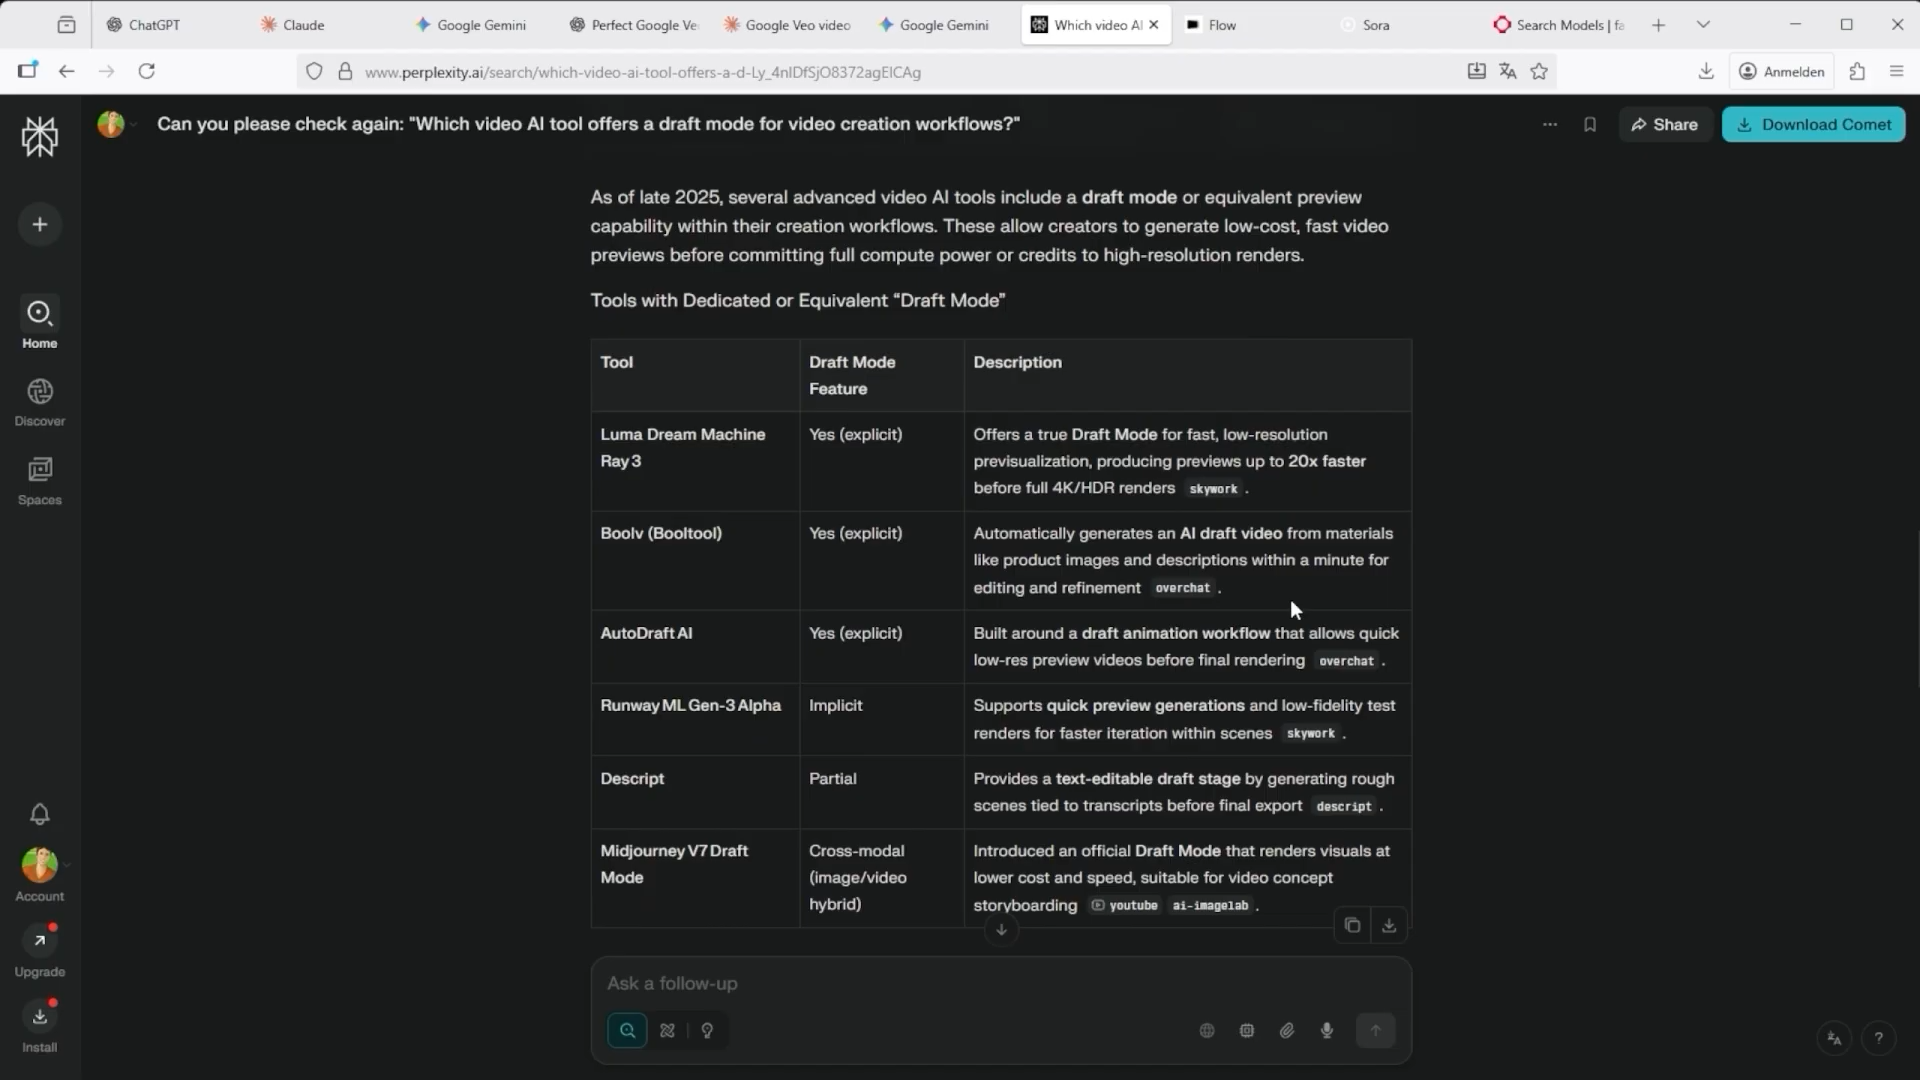 ChatGPT
Claude
Google Gemini
Perfect Google Ve
Google Veo video
Google Gemini
Which video AI
Flow
Sora
Search Models | fa
www.perplexity.ai/search/which-video-ai-tool-offers-a-d-Ly_4nIDfSjO8372agEICAg
Anmelden
Can you please check again: "Which video AI tool offers a draft mode for video creation workflows?"
Share
Download Comet
Home
Discover
Spaces
Account
Upgrade
Install
As of late 2025, several advanced video AI tools include a draft mode or equivalent preview
capability within their creation workflows. These allow creators to generate low-cost, fast video
previews before committing full compute power or credits to high-resolution renders.
Tools with Dedicated or Equivalent “Draft Mode”
Tool
Draft Mode
Feature
Description
Luma Dream Machine
Ray 3
Yes (explicit)
Offers a true Draft Mode for fast, low-resolution
previsualization, producing previews up to 20x faster
before full 4K/HDR renders skywork .
Boolv (Booltool)
Yes (explicit)
Automatically generates an AI draft video from materials
like product images and descriptions within a minute for
editing and refinement overchat .
AutoDraft AI
Yes (explicit)
Built around a draft animation workflow that allows quick
low-res preview videos before final rendering overchat .
Runway ML Gen-3 Alpha
Implicit
Supports quick preview generations and low-fidelity test
renders for faster iteration within scenes skywork .
Descript
Partial
Provides a text-editable draft stage by generating rough
scenes tied to transcripts before final export descript .
Midjourney V7 Draft
Mode
Cross-modal
(image/video
hybrid)
Introduced an official Draft Mode that renders visuals at
lower cost and speed, suitable for video concept
storyboarding youtube ai-imagelab .
Ask a follow-up